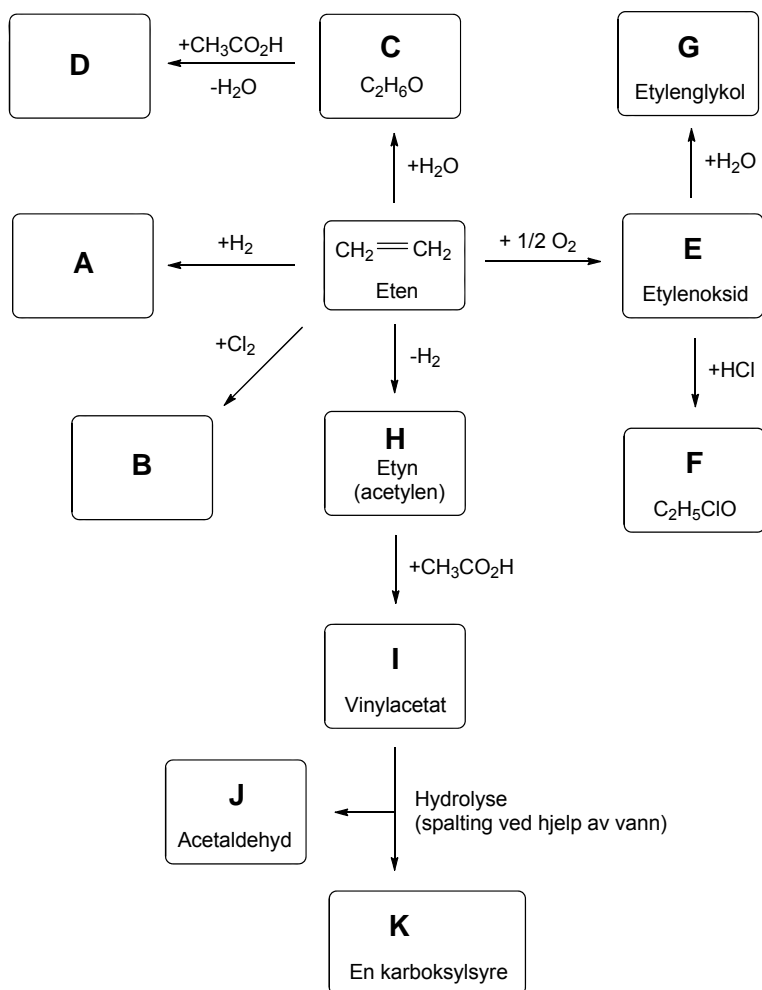 D
+CH₃CO₂H
-H₂O
C
C₂H₆O
G
Etylenglykol
+H₂O
+H₂O
A
+H₂
CH₂=CH₂
Eten
+ 1/2 O₂
E
Etylenoksid
+Cl₂
-H₂
+HCl
B
H
Etyn
(acetylen)
F
C₂H₅ClO
+CH₃CO₂H
I
Vinylacetat
J
Acetaldehyd
Hydrolyse
(spalting ved hjelp av vann)
K
En karboksylsyre